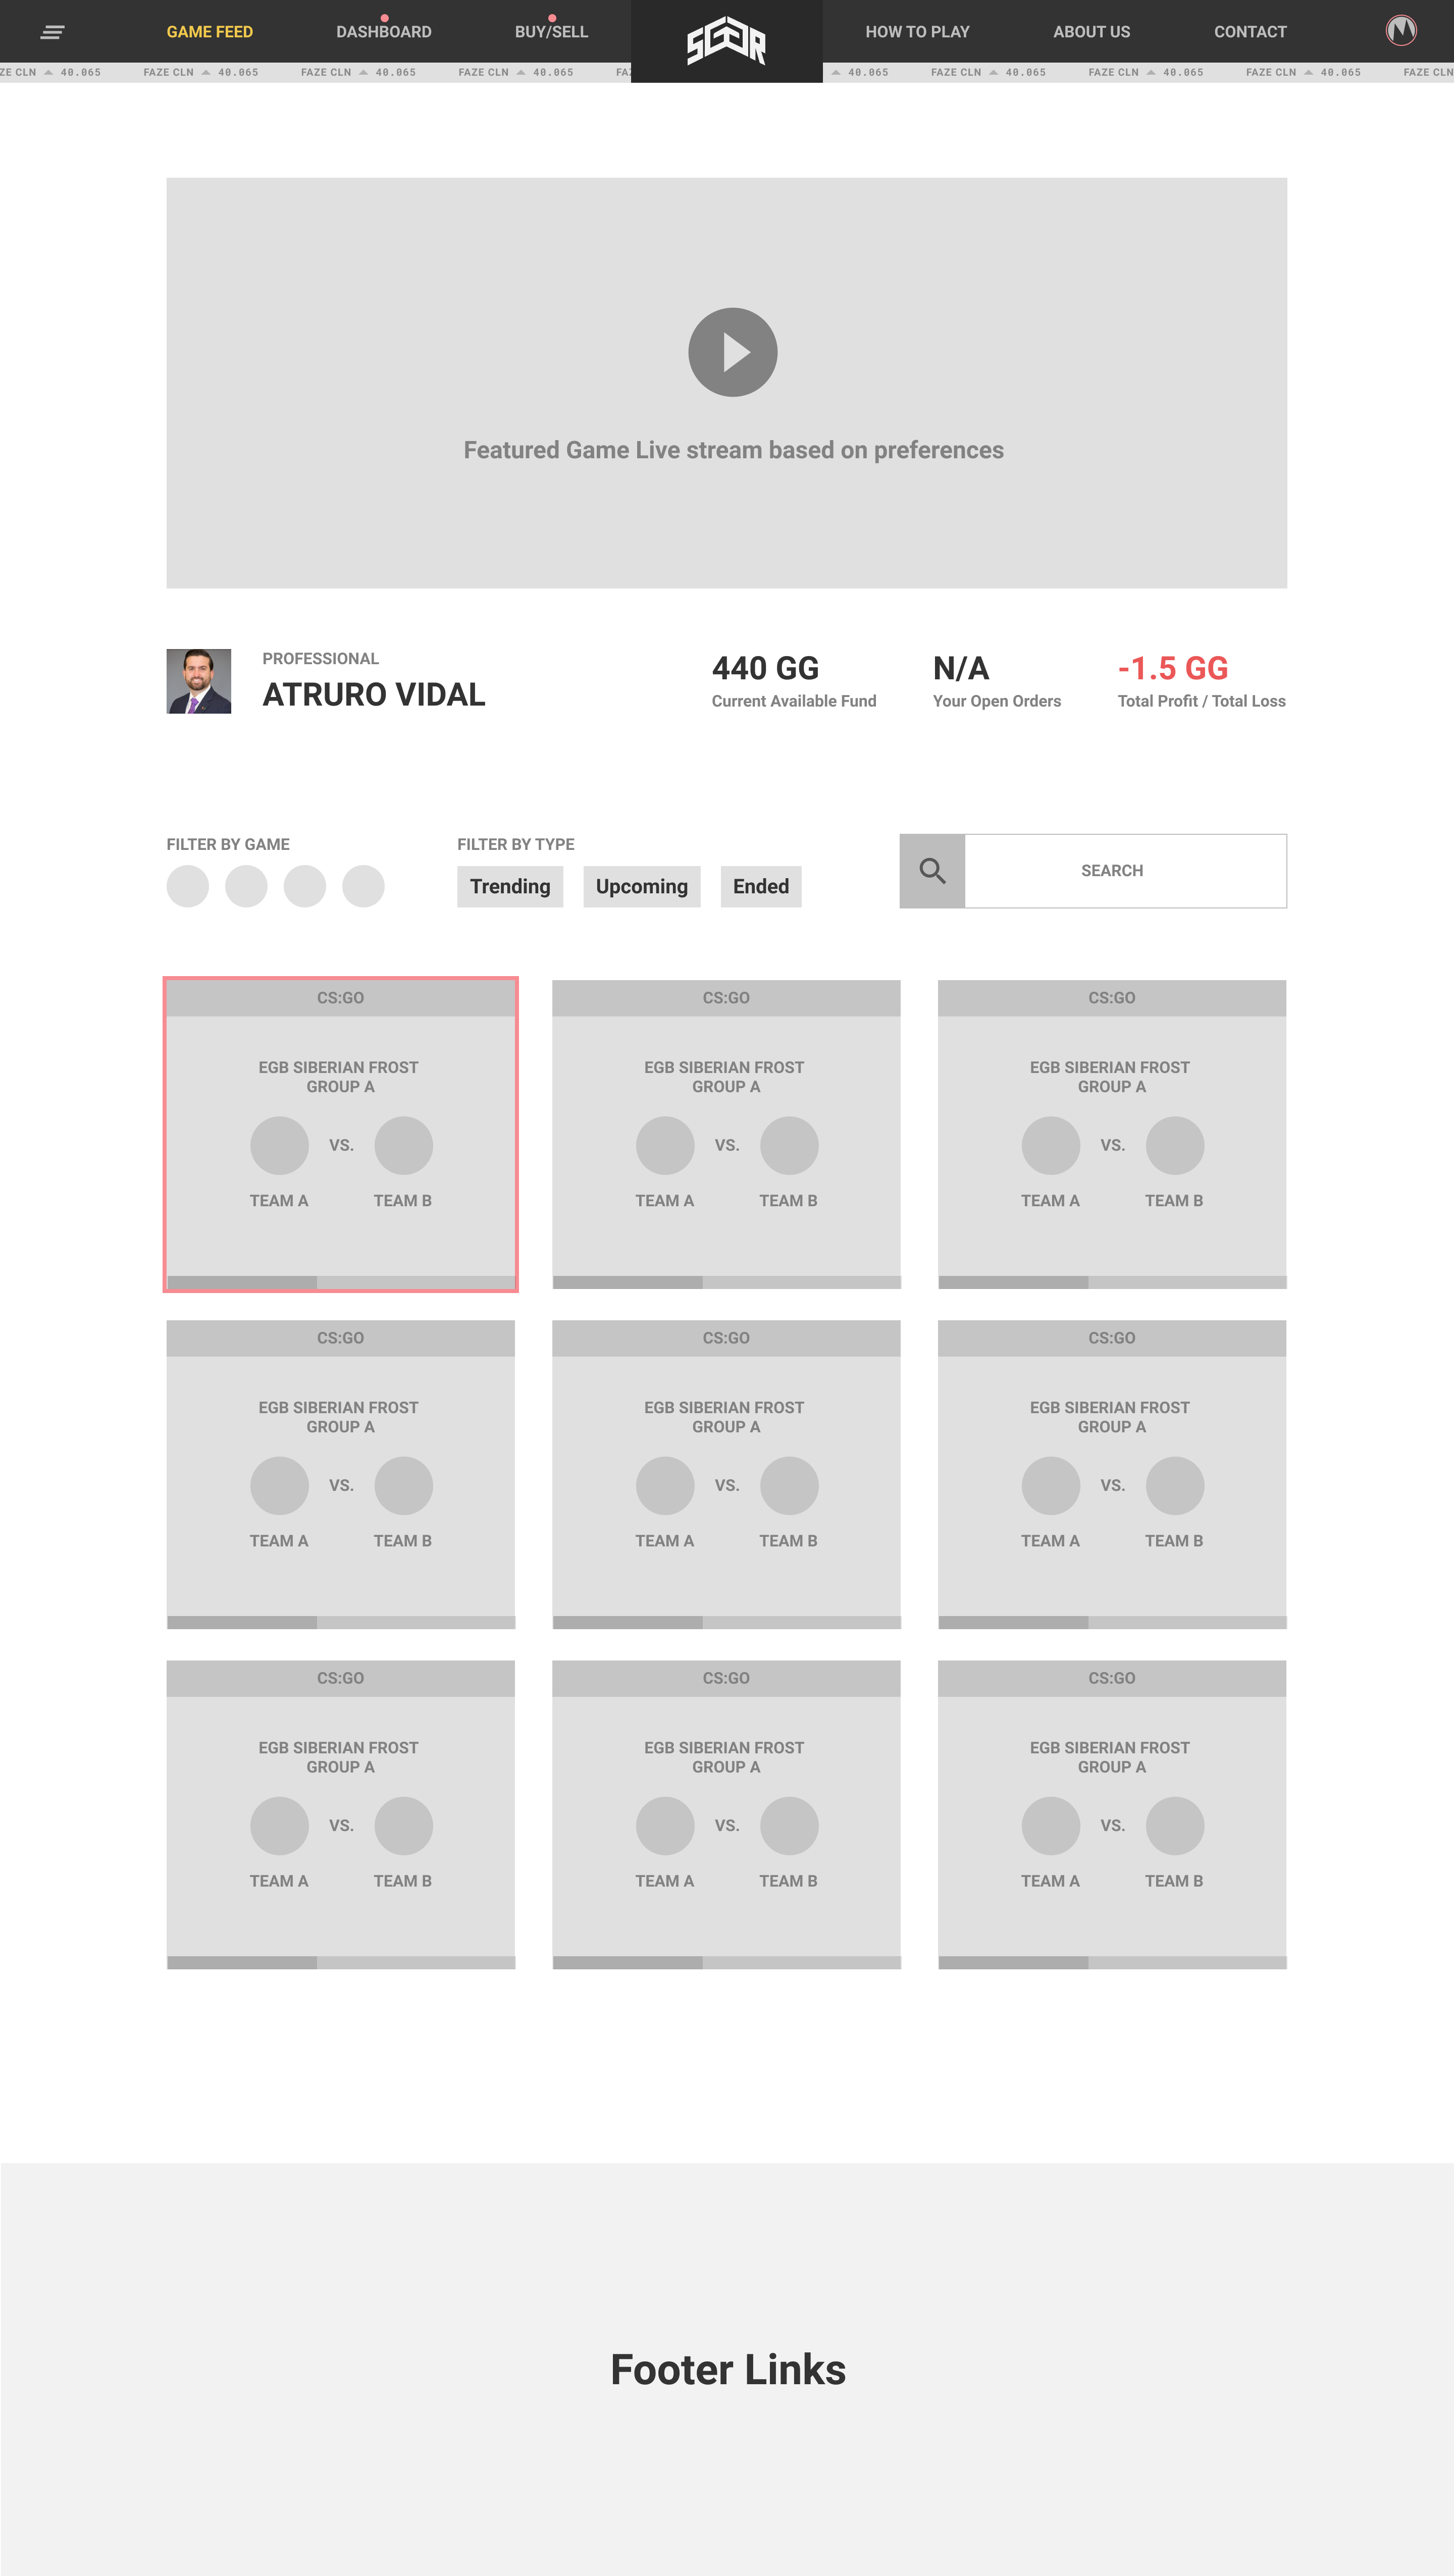 GAME FEED
DASHBOARD
BUY/SELL
HOW TO PLAY
ABOUT US
CONTACT
ZE CLN 40.065 FAZE CLN 40.065 FAZE CLN 40.065 FAZE CLN 40.065 FAZ 40.065 FAZE CLN 40.065 FAZE CLN 40.065 FAZE CLN 40.065 FAZE CLN
Featured Game Live stream based on preferences
PROFESSIONAL
ATRURO VIDAL
440 GG
Current Available Fund
N/A
Your Open Orders
-1.5 GG
Total Profit / Total Loss
FILTER BY GAME
FILTER BY TYPE
Trending
Upcoming
Ended
SEARCH
CS:GO
EGB SIBERIAN FROST
GROUP A
VS.
TEAM A TEAM B
CS:GO
EGB SIBERIAN FROST
GROUP A
VS.
TEAM A TEAM B
CS:GO
EGB SIBERIAN FROST
GROUP A
VS.
TEAM A TEAM B
CS:GO
EGB SIBERIAN FROST
GROUP A
VS.
TEAM A TEAM B
CS:GO
EGB SIBERIAN FROST
GROUP A
VS.
TEAM A TEAM B
CS:GO
EGB SIBERIAN FROST
GROUP A
VS.
TEAM A TEAM B
CS:GO
EGB SIBERIAN FROST
GROUP A
VS.
TEAM A TEAM B
CS:GO
EGB SIBERIAN FROST
GROUP A
VS.
TEAM A TEAM B
CS:GO
EGB SIBERIAN FROST
GROUP A
VS.
TEAM A TEAM B
Footer Links